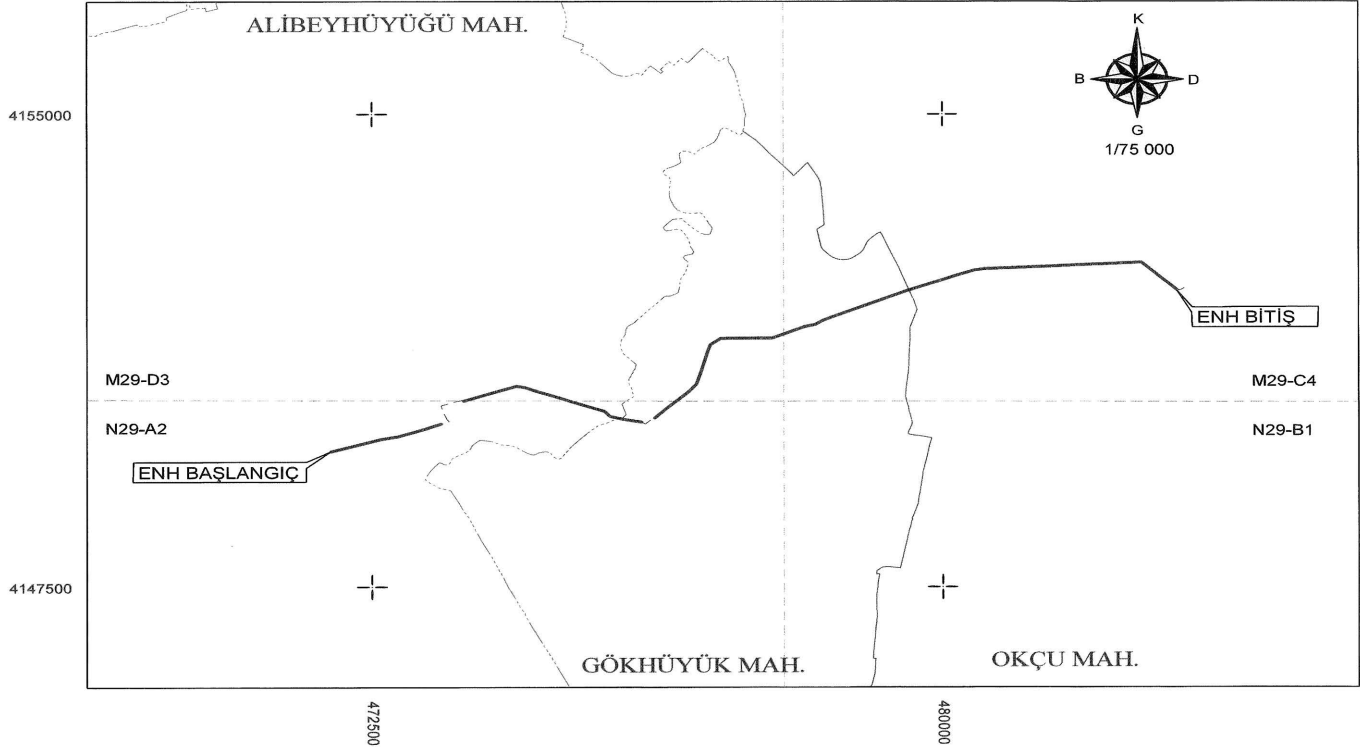 ALİBEYHÜYÜĞÜ MAH.
K
B
D
G
1/75 000
4155000
ENH BİTİŞ
M29-D3
M29-C4
N29-A2
N29-B1
ENH BAŞLANGIÇ
4147500
GÖKHÜYÜK MAH.
OKÇU MAH.
472500
480000